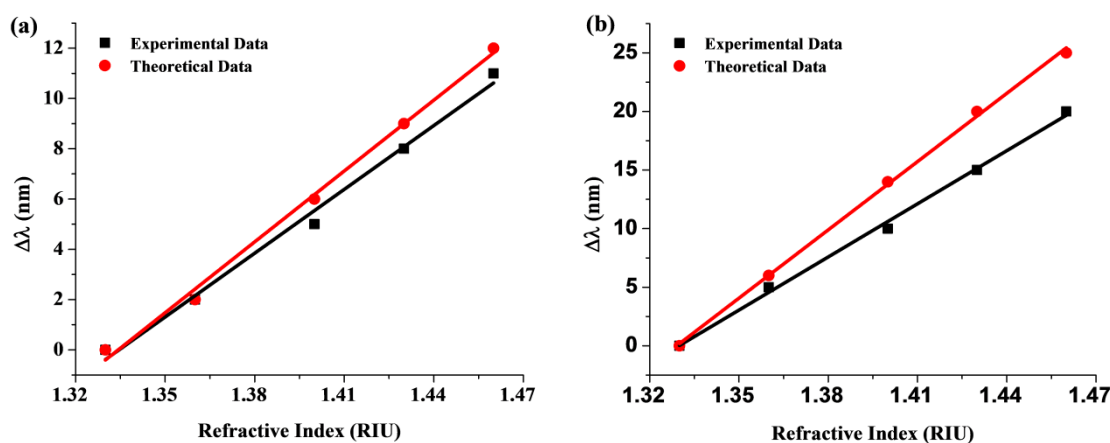 (a)
Experimental Data
Theoretical Data
12
10
8
6
4
2
0
Δλ (nm)
1.32
1.35
1.38
1.41
1.44
1.47
Refractive Index (RIU)
(b)
Experimental Data
Theoretical Data
25
20
15
10
5
0
Δλ (nm)
1.32
1.35
1.38
1.41
1.44
1.47
Refractive Index (RIU)